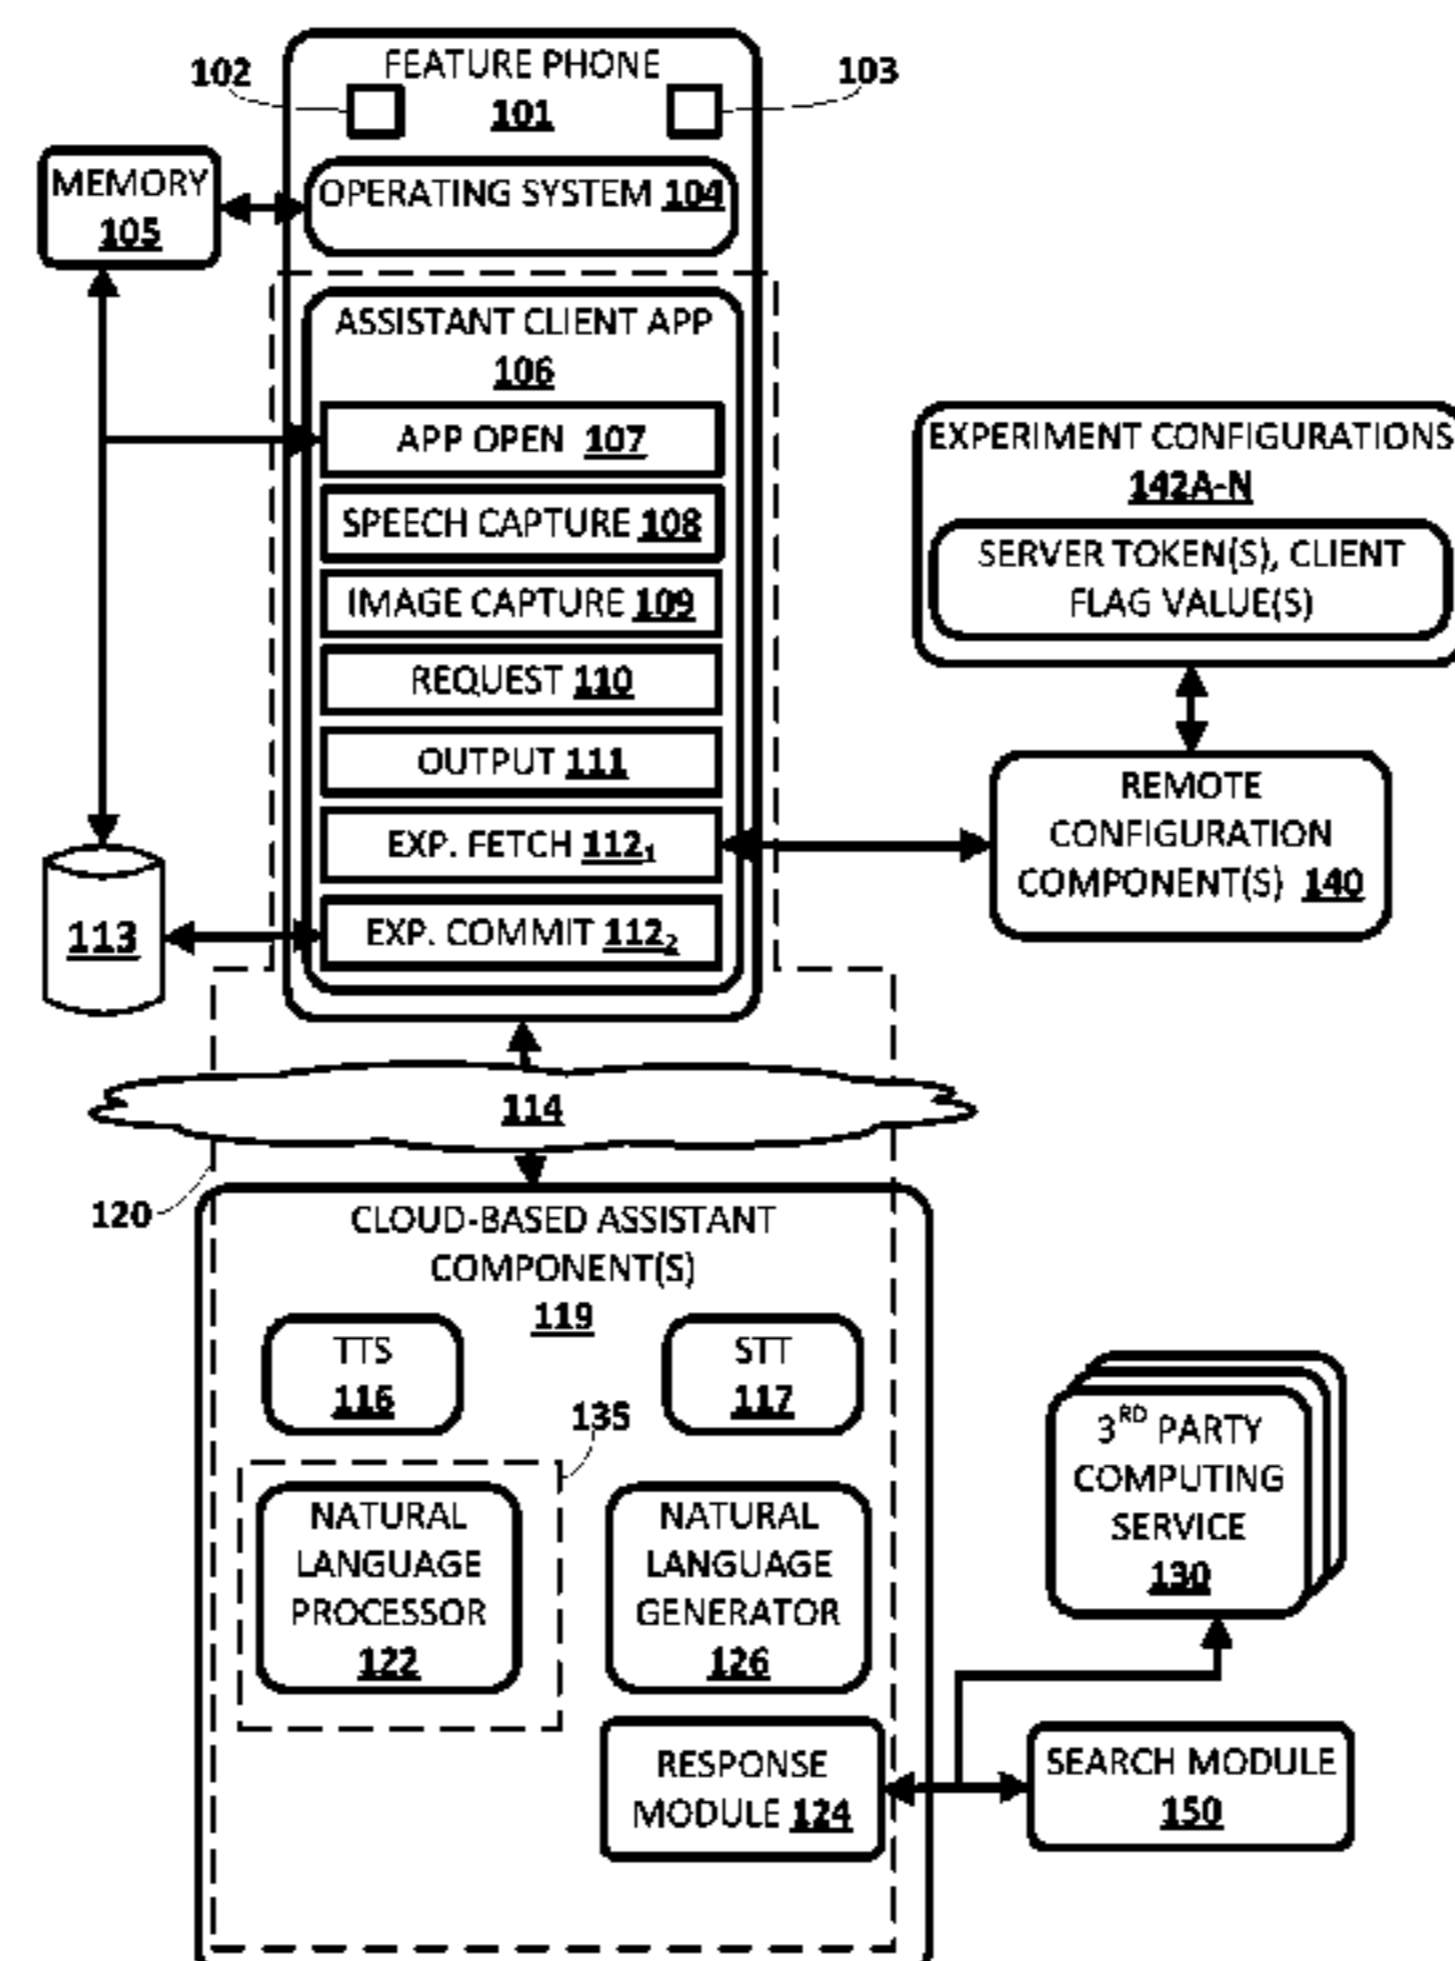 FEATURE PHONE
101
102
103
MEMORY
105
OPERATING SYSTEM 104
ASSISTANT CLIENT APP
106
APP OPEN 107
SPEECH CAPTURE 108
IMAGE CAPTURE 109
REQUEST 110
OUTPUT 111
EXP. FETCH 112₁
EXP. COMMIT 112₂
113
EXPERIMENT CONFIGURATIONS
142A-N
SERVER TOKEN(S), CLIENT
FLAG VALUE(S)
REMOTE
CONFIGURATION
COMPONENT(S) 140
114
120
CLOUD-BASED ASSISTANT
COMPONENT(S)
119
TTS
116
STT
117
135
NATURAL
LANGUAGE
PROCESSOR
122
NATURAL
LANGUAGE
GENERATOR
126
3RD PARTY
COMPUTING
SERVICE
130
RESPONSE
MODULE 124
SEARCH MODULE
150